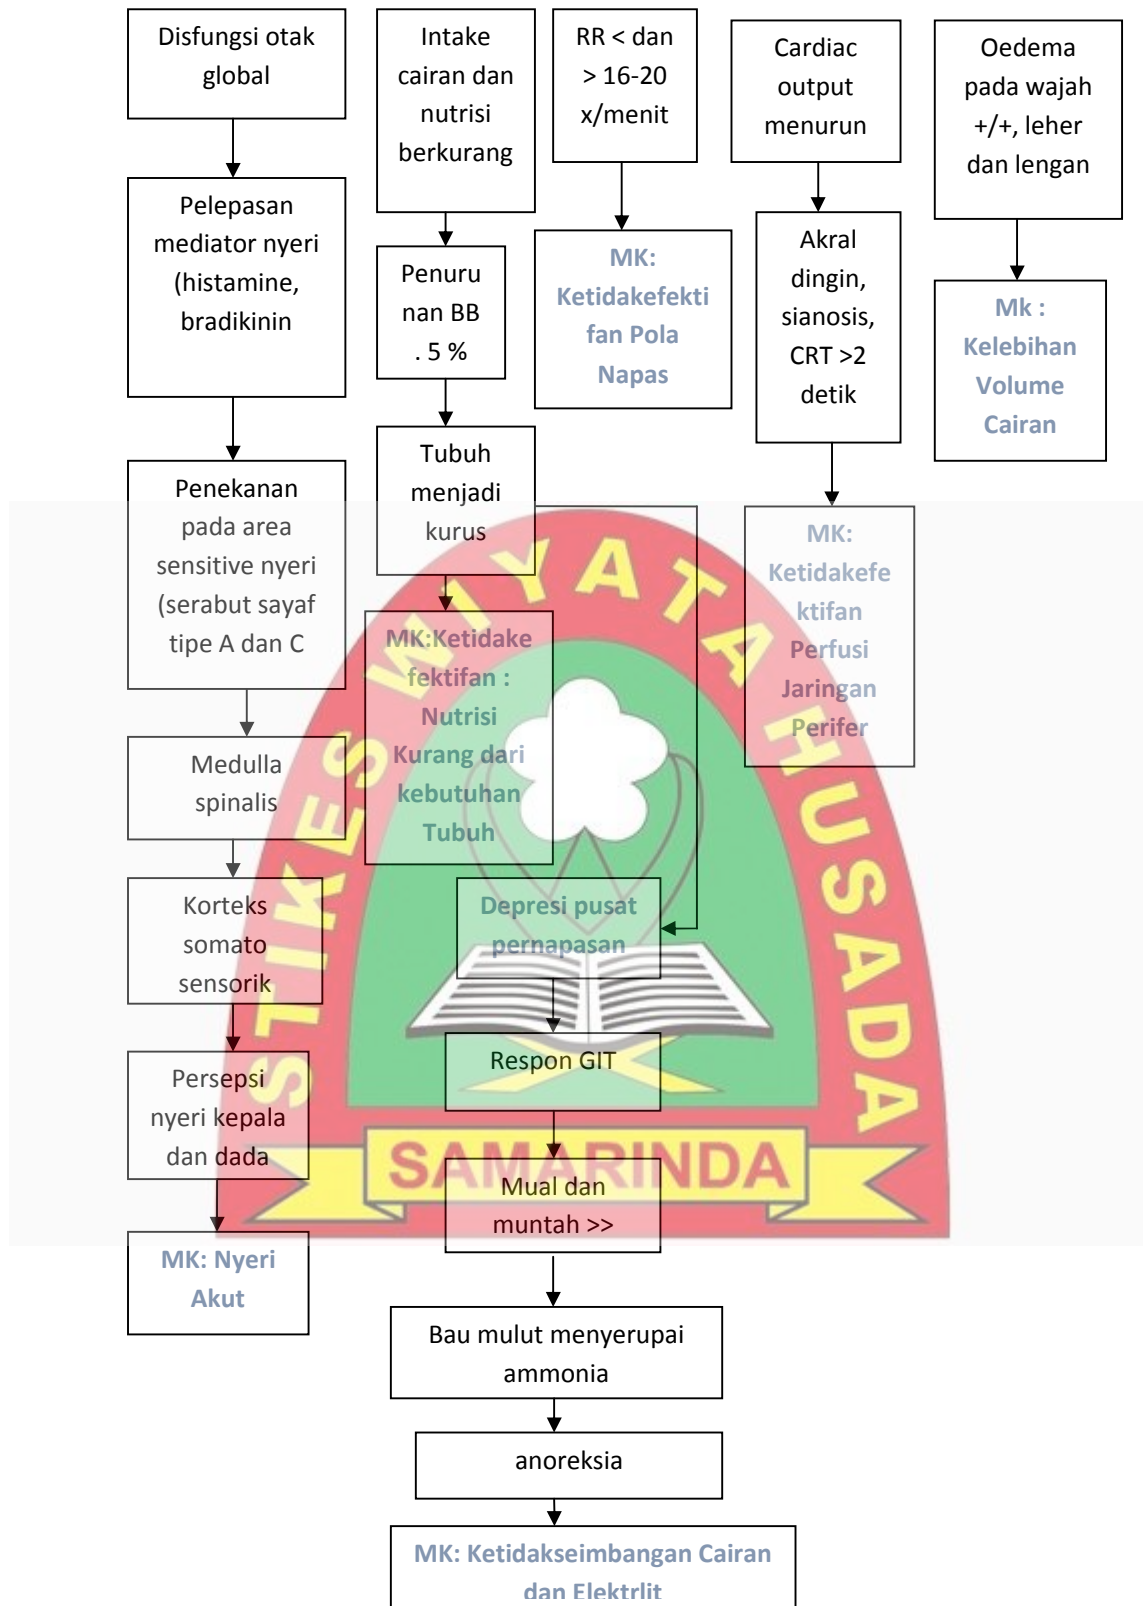 Disfungsi otak
global
Pelepasan
mediator nyeri
(histamine,
bradikinin
Penekanan
pada area
sensitive nyeri
(serabut sayaf
tipe A dan C
Medulla
spinalis
Korteks
somato
sensorik
Persepsi
nyeri kepala
dan dada
MK: Nyeri
Akut
Intake
cairan dan
nutrisi
berkurang
Penuru
nan BB
. 5 %
Tubuh
menjadi
kurus
MK:Ketidake
fektifan :
Nutrisi
Kurang dari
kebutuhan
Tubuh
Depresi pusat
pernapasan
Respon GIT
Mual dan
muntah >>
Bau mulut menyerupai
ammonia
anoreksia
MK: Ketidakseimbangan Cairan
dan Elektrlit
RR < dan
> 16-20
x/menit
MK:
Ketidakefekti
fan Pola
Napas
Cardiac
output
menurun
Akral
dingin,
sianosis,
CRT >2
detik
MK:
Ketidakefe
ktifan
Perfusi
Jaringan
Perifer
Oedema
pada wajah
+/+, leher
dan lengan
Mk :
Kelebihan
Volume
Cairan
STIKES WIYATA HUSADA
SAMARINDA